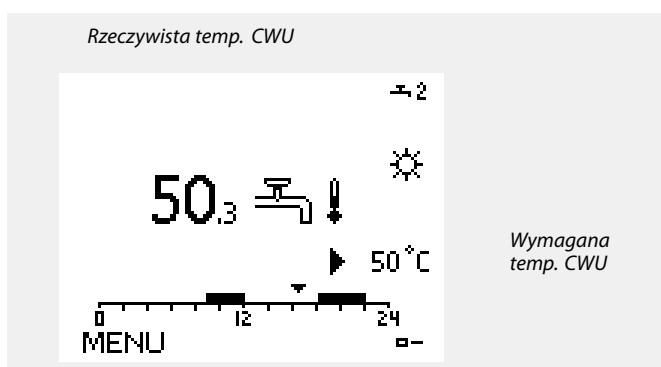 Rzeczywista temp. CWU
2
50.3
Wymagana
temp. CWU
50°C
0 12 24
MENU